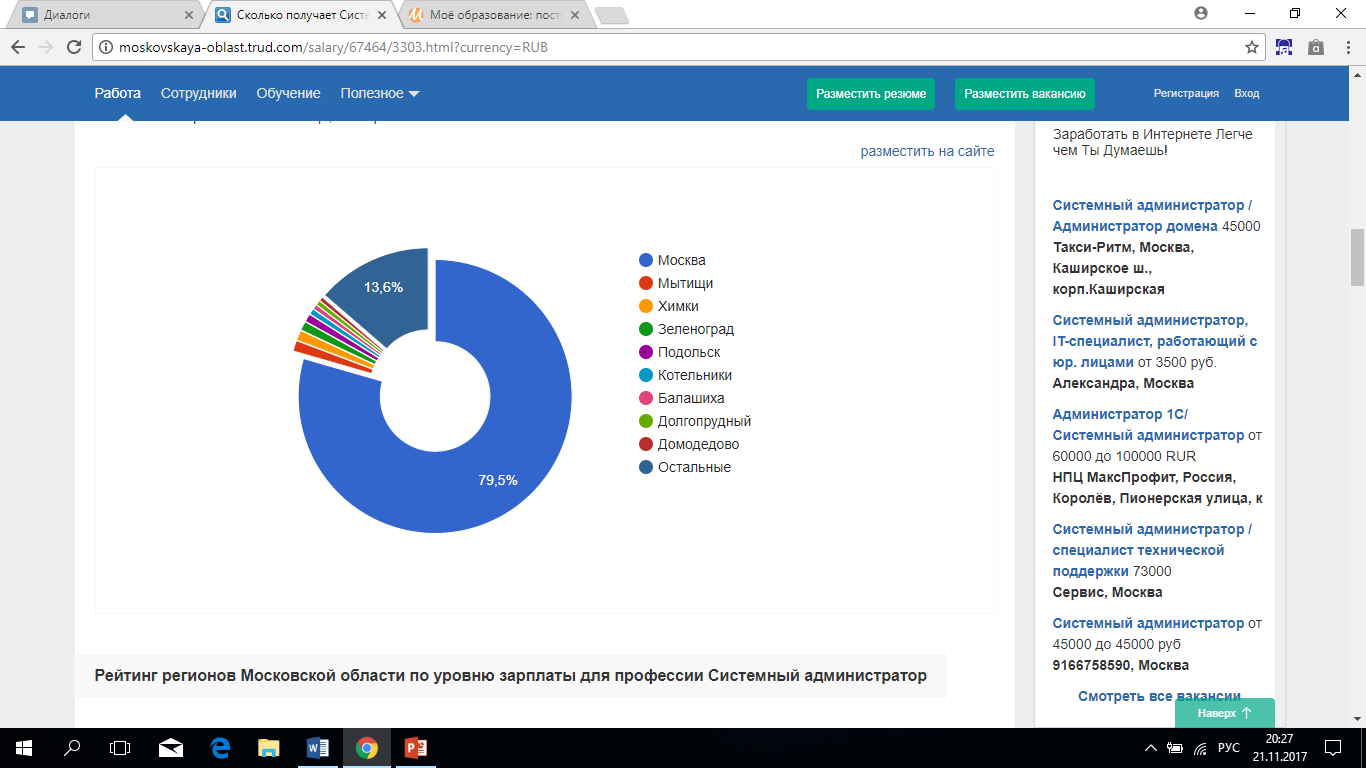 Диалоги
Сколько получает Систе
Моё образование: пост
moskovskaya-oblast.trud.com/salary/67464/3303.html?currency=RUB
Работа Сотрудники Обучение Полезное
Разместить резюме
Разместить вакансию
Регистрация Вход
разместить на сайте
13,6%
79,5%
Москва
Мытищи
Химки
Зеленоград
Подольск
Котельники
Балашиха
Долгопрудный
Домодедово
Остальные
Рейтинг регионов Московской области по уровню зарплаты для профессии Системный администратор
Заработать в Интернете Легче
чем Ты Думаешь!
Системный администратор /
Администратор домена 45000
Такси-Ритм, Москва,
Каширское ш.,
корп.Каширская
Системный администратор,
IT-специалист, работающий с
юр. лицами от 3500 руб.
Александра, Москва
Администратор 1С/
Системный администратор от
60000 до 100000 RUR
НПЦ МаксПрофит, Россия,
Королёв, Пионерская улица, к
Системный администратор /
специалист технической
поддержки 73000
Сервис, Москва
Системный администратор от
45000 до 45000 руб
9166758590, Москва
Смотреть все вакансии
Наверх
РУС
20:27
21.11.2017